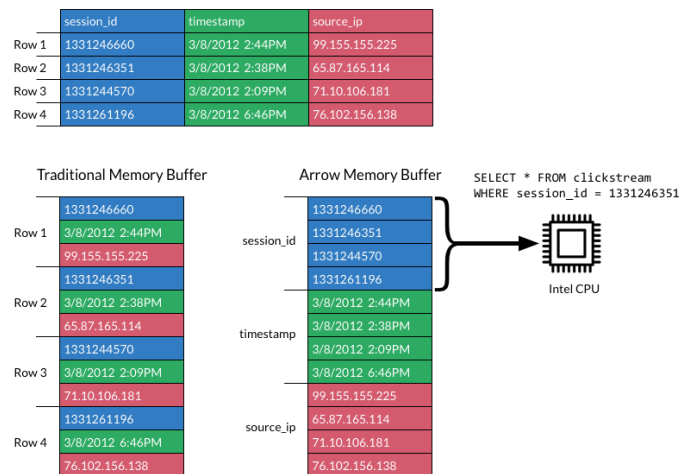 session_id timestamp source_ip
Row 1 1331246660 3/8/2012 2:44PM 99.155.155.225
Row 2 1331246351 3/8/2012 2:38PM 65.87.165.114
Row 3 1331244570 3/8/2012 2:09PM 71.10.106.181
Row 4 1331261196 3/8/2012 6:46PM 76.102.156.138
Traditional Memory Buffer
Row 1
1331246660
3/8/2012 2:44PM
99.155.155.225
Row 2
1331246351
3/8/2012 2:38PM
65.87.165.114
Row 3
1331244570
3/8/2012 2:09PM
71.10.106.181
Row 4
1331261196
3/8/2012 6:46PM
76.102.156.138
Arrow Memory Buffer
session_id
1331246660
1331246351
1331244570
1331261196
timestamp
3/8/2012 2:44PM
3/8/2012 2:38PM
3/8/2012 2:09PM
3/8/2012 6:46PM
source_ip
99.155.155.225
65.87.165.114
71.10.106.181
76.102.156.138
SELECT * FROM clickstream
WHERE session_id = 1331246351
Intel CPU